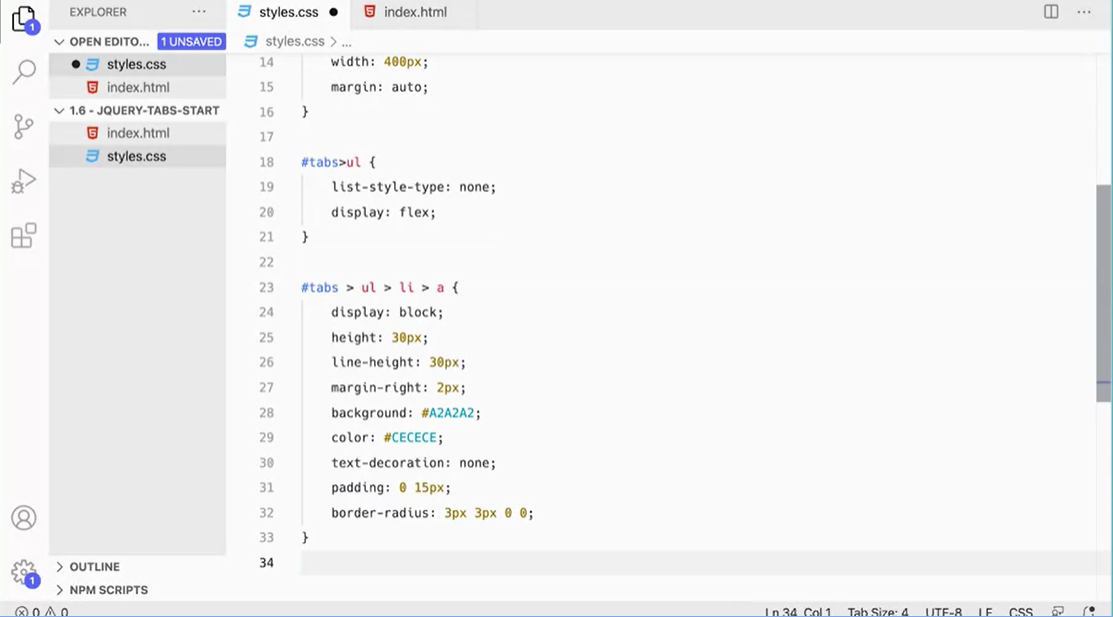 EXPLORER ...
styles.css ● index.html ...
OPEN EDITO... 1 UNSAVED
styles.css > ...
● styles.css
index.html
1.6 - JQUERY-TABS-START
index.html
styles.css
14 width: 400px;
15 margin: auto;
16 }
17
18 #tabs>ul {
19 list-style-type: none;
20 display: flex;
21 }
22
23 #tabs > ul > li > a {
24 display: block;
25 height: 30px;
26 line-height: 30px;
27 margin-right: 2px;
28 background: #A2A2A2;
29 color: #CECECE;
30 text-decoration: none;
31 padding: 0 15px;
32 border-radius: 3px 3px 0 0;
33 }
34
1
1
OUTLINE
NPM SCRIPTS
0 0 Ln 34, Col 1 Tab Size: 4 UTF-8 LF CSS